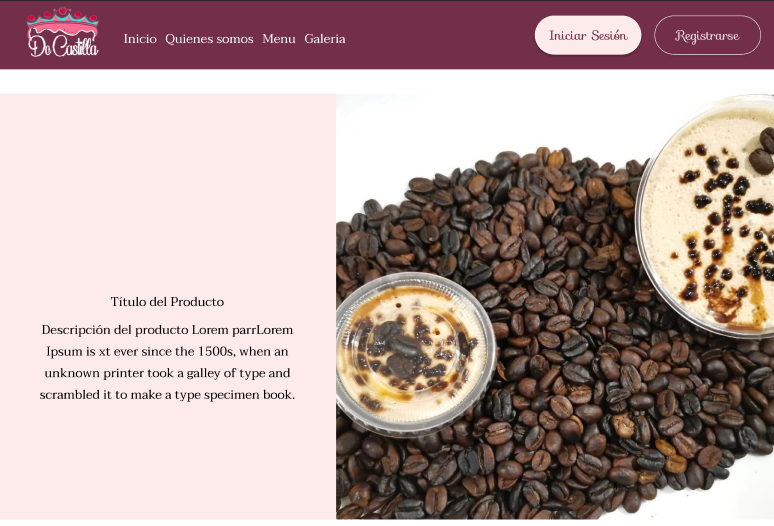 De Castilla
Inicio Quienes somos Menu Galeria
Iniciar Sesión
Registrarse
Título del Producto
Descripción del producto Lorem parrLorem
Ipsum is xt ever since the 1500s, when an
unknown printer took a galley of type and
scrambled it to make a type specimen book.